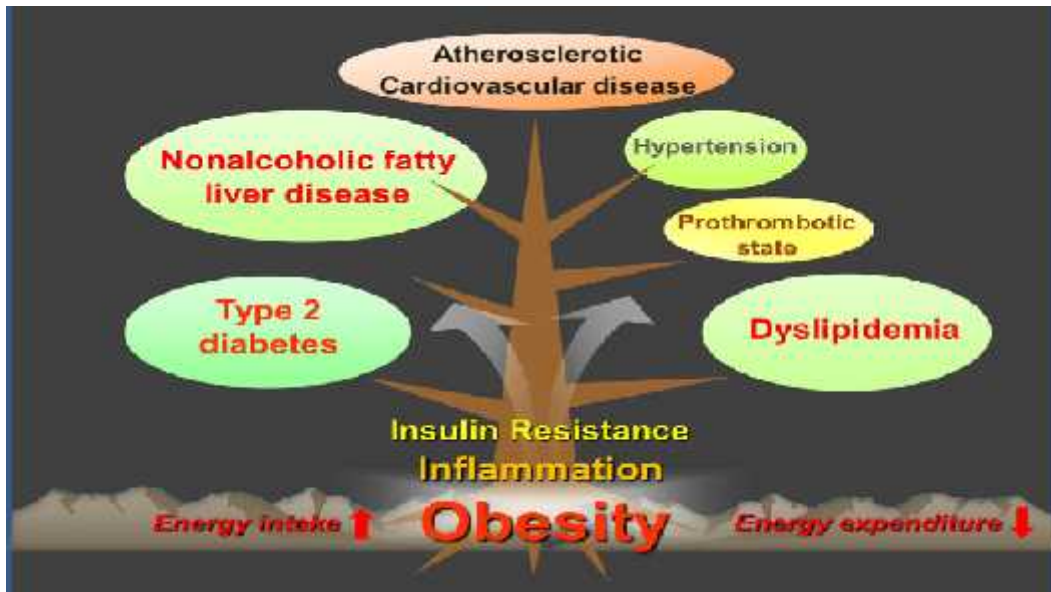 Atherosclerotic
Cardiovascular disease
Nonalcoholic fatty
liver disease
Hypertension
Prothrombotic
state
Type 2
diabetes
Dyslipidemia
Insulin Resistance
Inflammation
Energy inteke
Obesity
Energy expenditure